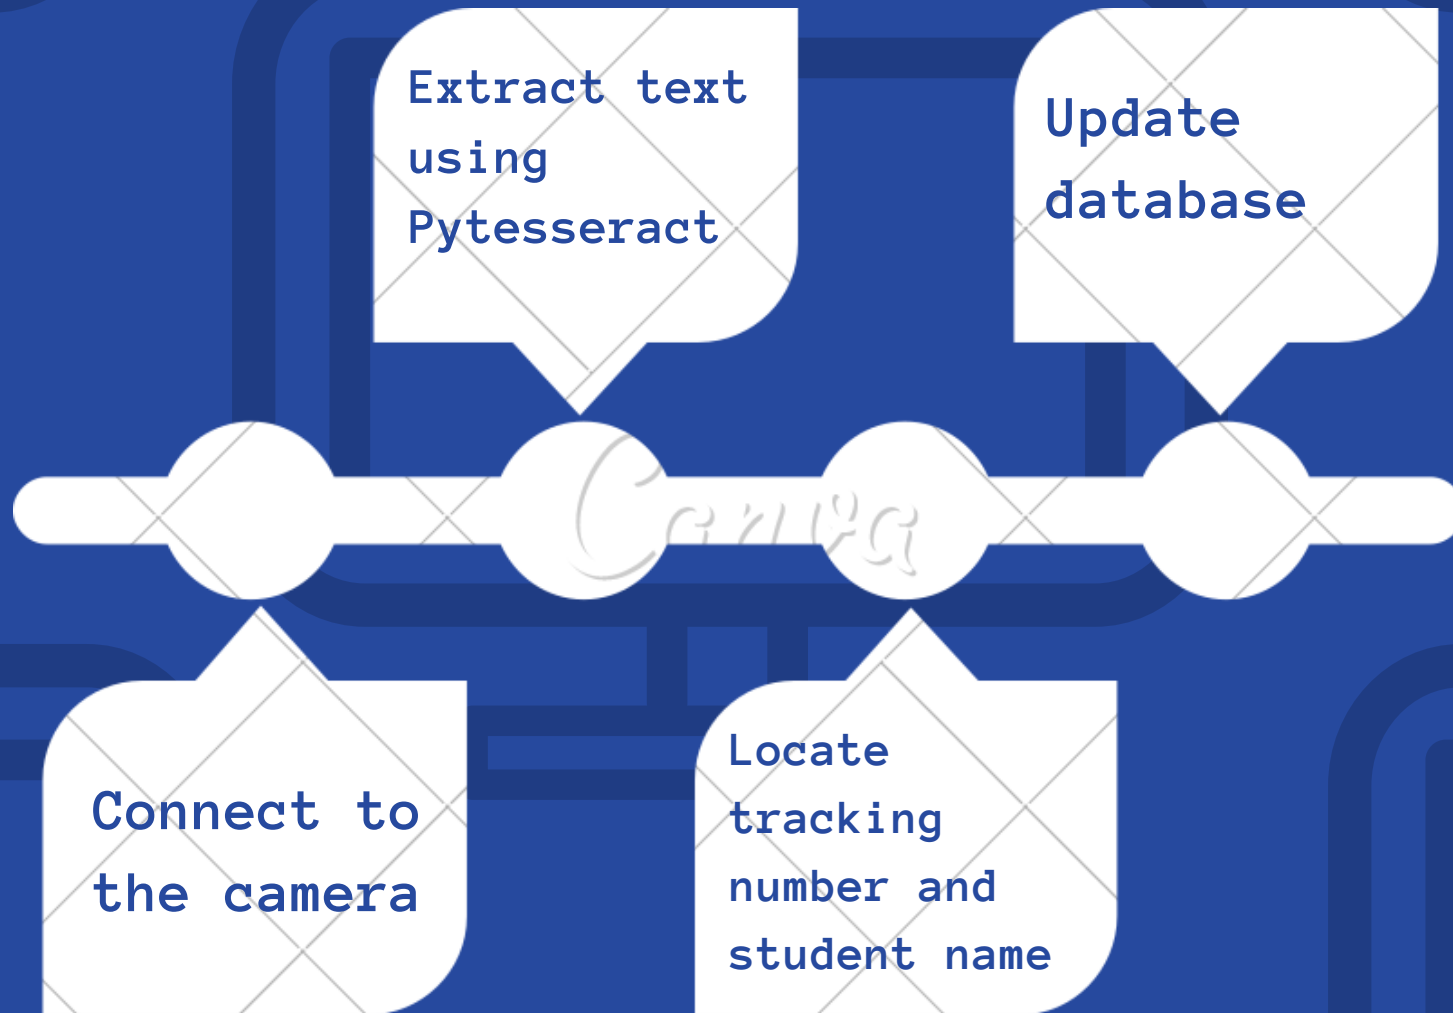 Extract text
using
Pytesseract
Update
database
Canva
Connect to
the camera
Locate
tracking
number and
student name